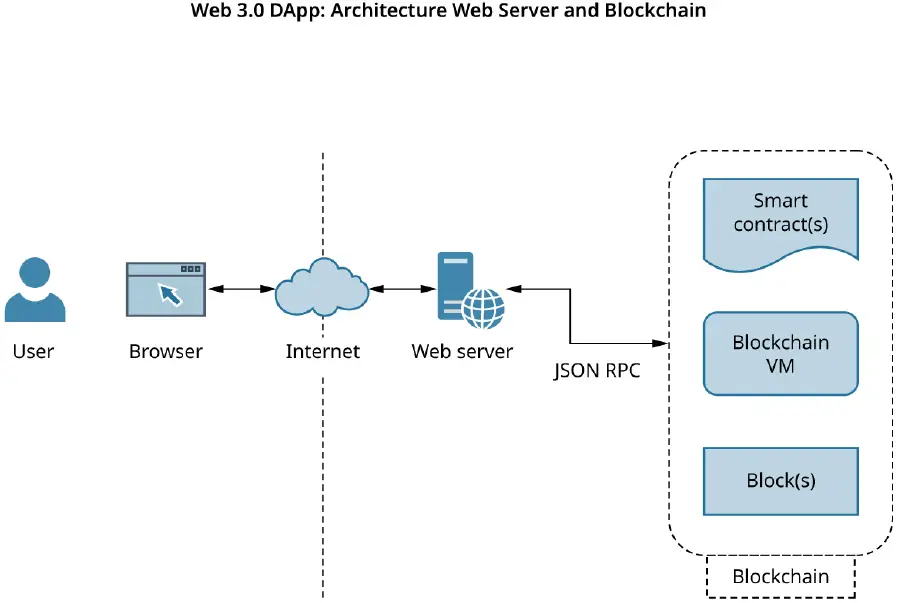 Web 3.0 DApp: Architecture Web Server and Blockchain
User
Browser
Internet
Web server
JSON RPC
Smart
contract(s)
Blockchain
VM
Block(s)
Blockchain